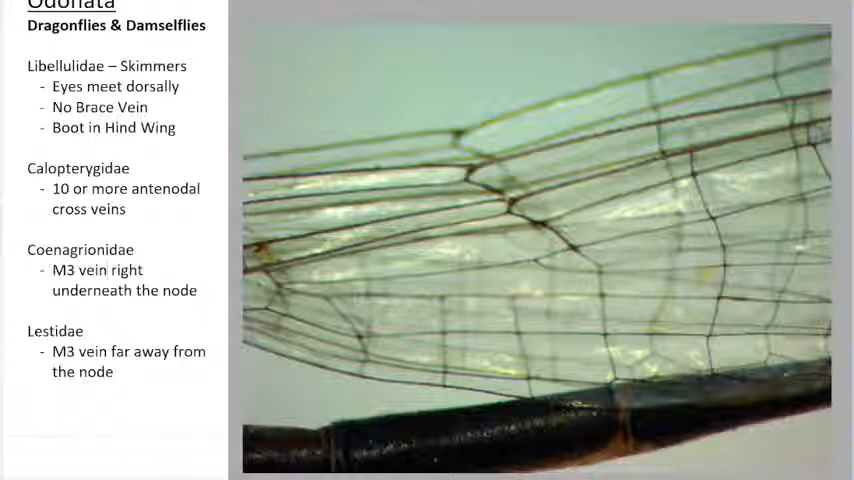 Odonata
Dragonflies & Damselflies
Libellulidae – Skimmers
- Eyes meet dorsally
- No Brace Vein
- Boot in Hind Wing
Calopterygidae
- 10 or more antenodal
cross veins
Coenagrionidae
- M3 vein right
underneath the node
Lestidae
- M3 vein far away from
the node